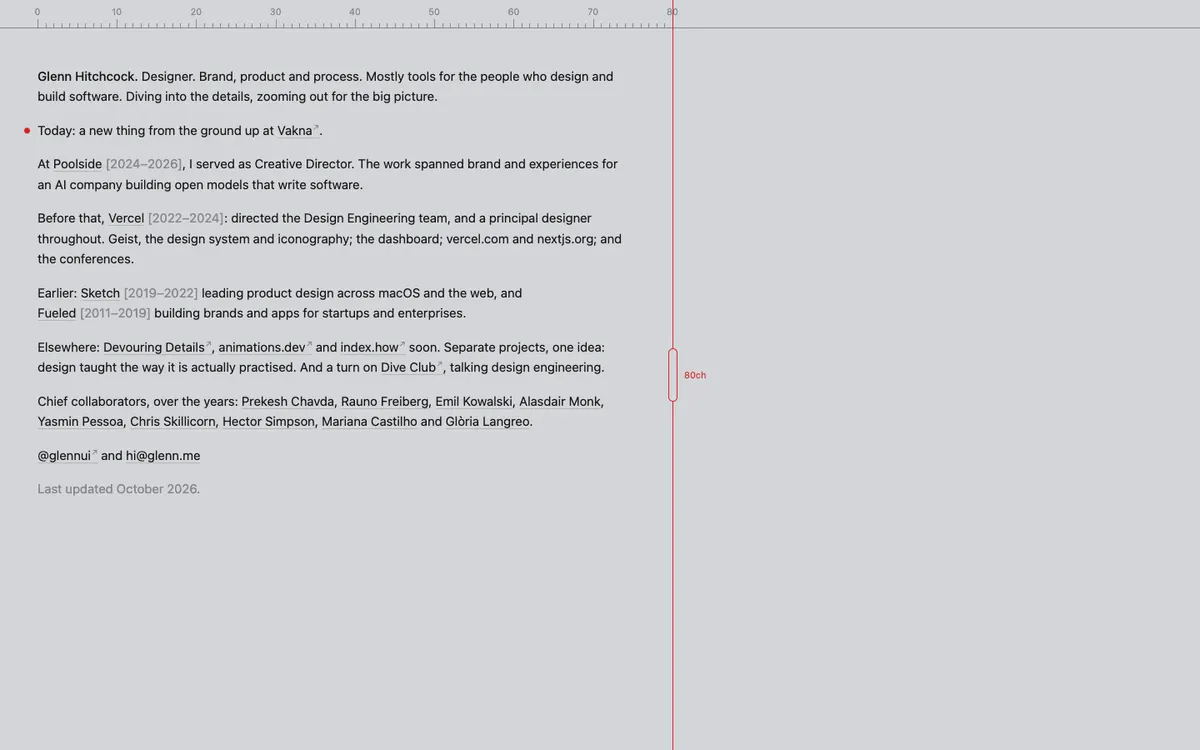 0 10 20 30 40 50 60 70 80
Glenn Hitchcock. Designer. Brand, product and process. Mostly tools for the people who design and
build software. Diving into the details, zooming out for the big picture.
Today: a new thing from the ground up at Vakna↗.
At Poolside [2024–2026], I served as Creative Director. The work spanned brand and experiences for
an AI company building open models that write software.
Before that, Vercel [2022–2024]: directed the Design Engineering team, and a principal designer
throughout. Geist, the design system and iconography; the dashboard; vercel.com and nextjs.org; and
the conferences.
Earlier: Sketch [2019–2022] leading product design across macOS and the web, and
Fueled [2011–2019] building brands and apps for startups and enterprises.
Elsewhere: Devouring Details↗, animations.dev↗ and index.how↗ soon. Separate projects, one idea:
design taught the way it is actually practised. And a turn on Dive Club↗, talking design engineering.
80ch
Chief collaborators, over the years: Prekesh Chavda, Rauno Freiberg, Emil Kowalski, Alasdair Monk,
Yasmin Pessoa, Chris Skillicorn, Hector Simpson, Mariana Castilho and Glòria Langreo.
@glennui↗ and hi@glenn.me
Last updated October 2026.